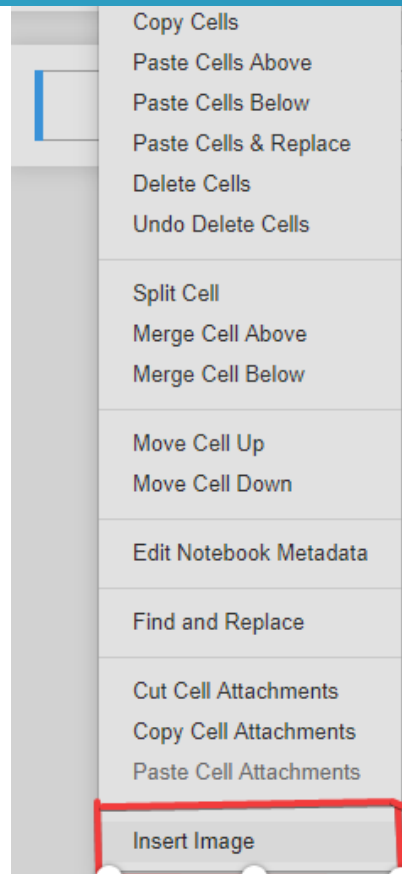 Copy Cells
Paste Cells Above
Paste Cells Below
Paste Cells & Replace
Delete Cells
Undo Delete Cells
Split Cell
Merge Cell Above
Merge Cell Below
Move Cell Up
Move Cell Down
Edit Notebook Metadata
Find and Replace
Cut Cell Attachments
Copy Cell Attachments
Paste Cell Attachments
Insert Image